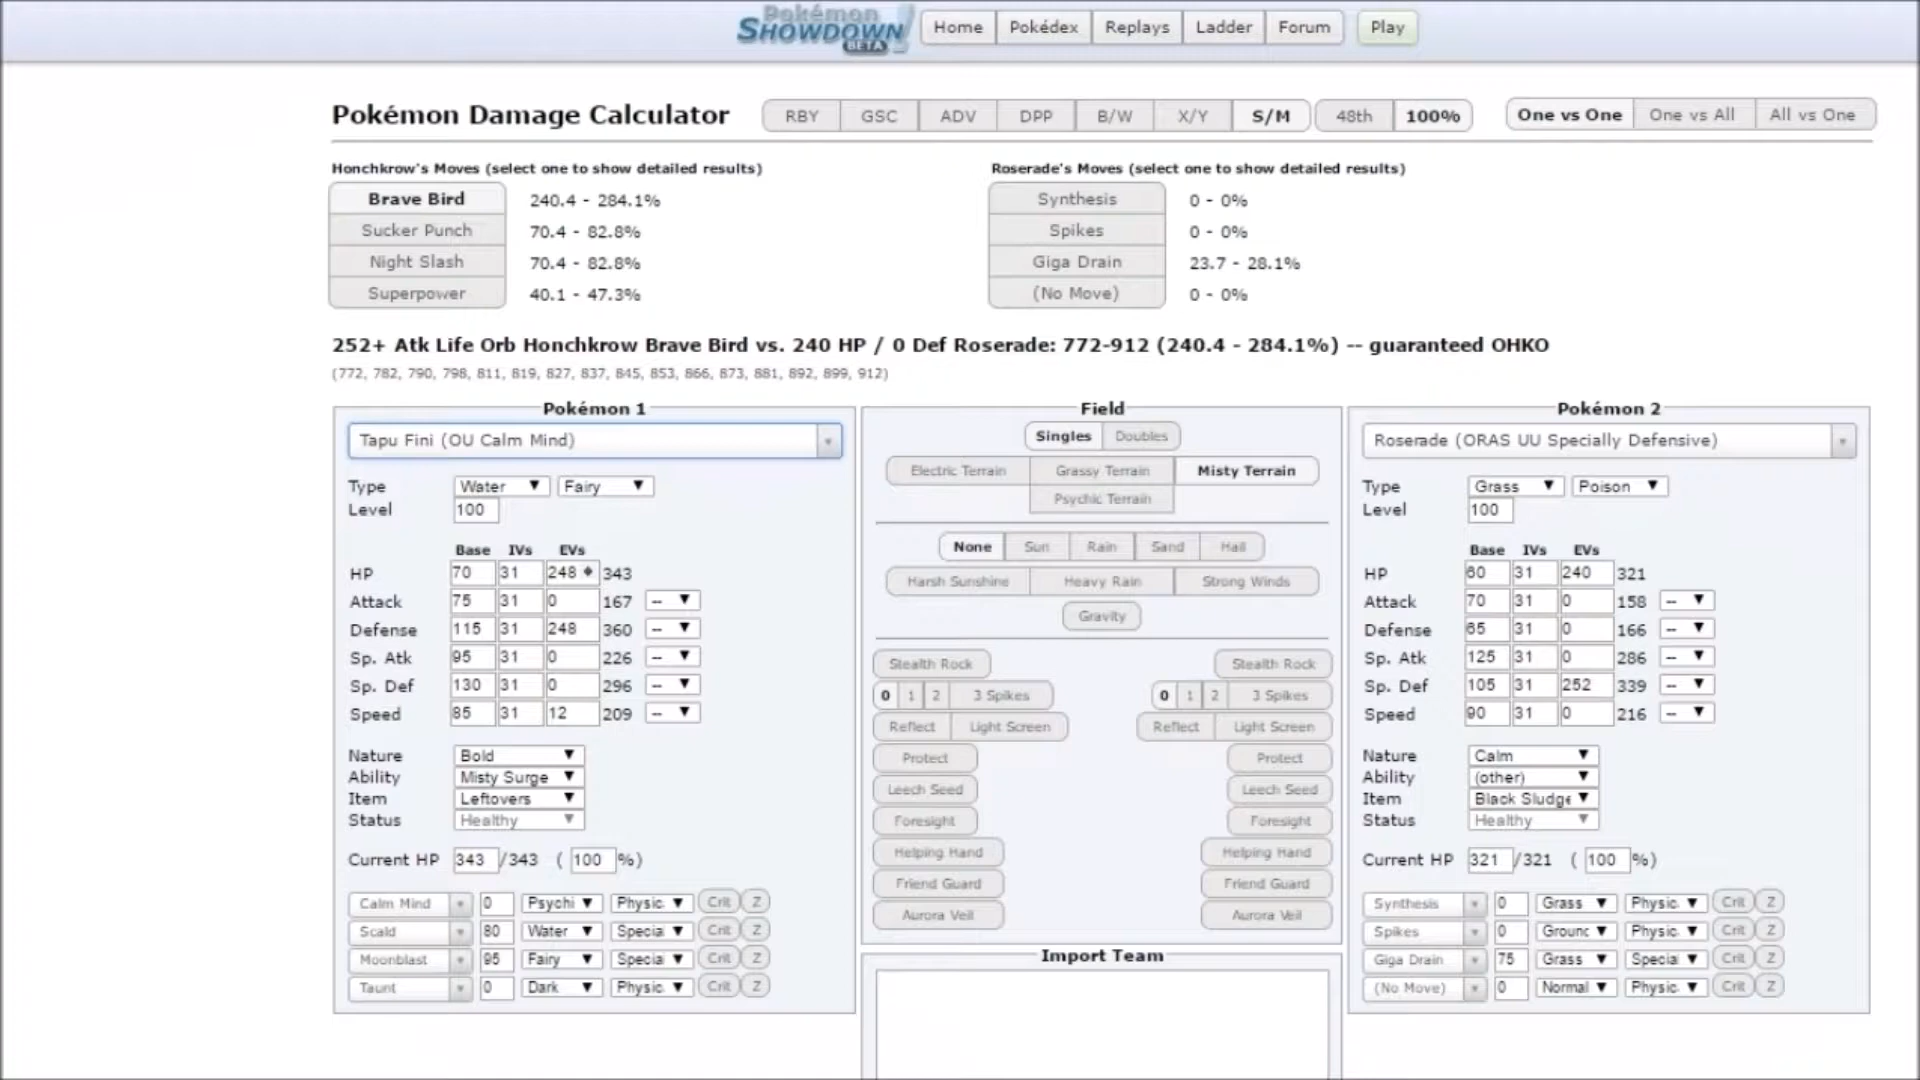 Pokémon
SHOWDOWN!
BETA
Home Pokédex Replays Ladder Forum Play
Pokémon Damage Calculator RBY GSC ADV DPP B/W X/Y S/M 48th 100% One vs One One vs All All vs One
Honchkrow's Moves (select one to show detailed results) Roserade's Moves (select one to show detailed results)
Brave Bird 240.4 - 284.1% Synthesis 0 - 0%
Sucker Punch 70.4 - 82.8% Spikes 0 - 0%
Night Slash 70.4 - 82.8% Giga Drain 23.7 - 28.1%
Superpower 40.1 - 47.3% (No Move) 0 - 0%
252+ Atk Life Orb Honchkrow Brave Bird vs. 240 HP / 0 Def Roserade: 772-912 (240.4 - 284.1%) -- guaranteed OHKO
(772, 782, 790, 798, 811, 819, 827, 837, 845, 853, 866, 873, 881, 892, 899, 912)
Pokémon 1
Tapu Fini (OU Calm Mind)
Type Water Fairy
Level 100
Base IVs EVs
HP 70 31 248 343
Attack 75 31 0 167 --
Defense 115 31 248 360 --
Sp. Atk 95 31 0 226 --
Sp. Def 130 31 0 296 --
Speed 85 31 12 209 --
Nature Bold
Ability Misty Surge
Item Leftovers
Status Healthy
Current HP 343 /343 ( 100 %)
Calm Mind 0 Psychi Physic Crit Z
Scald 80 Water Specia Crit Z
Moonblast 95 Fairy Specia Crit Z
Taunt 0 Dark Physic Crit Z
Field
Singles Doubles
Electric Terrain Grassy Terrain Misty Terrain
Psychic Terrain
None Sun Rain Sand Hail
Harsh Sunshine Heavy Rain Strong Winds
Gravity
Stealth Rock Stealth Rock
0 1 2 3 Spikes 0 1 2 3 Spikes
Reflect Light Screen Reflect Light Screen
Protect Protect
Leech Seed Leech Seed
Foresight Foresight
Helping Hand Helping Hand
Friend Guard Friend Guard
Aurora Veil Aurora Veil
Import Team
Pokémon 2
Roserade (ORAS UU Specially Defensive)
Type Grass Poison
Level 100
Base IVs EVs
HP 60 31 240 321
Attack 70 31 0 158 --
Defense 65 31 0 166 --
Sp. Atk 125 31 0 286 --
Sp. Def 105 31 252 339 --
Speed 90 31 0 216 --
Nature Calm
Ability (other)
Item Black Sludge
Status Healthy
Current HP 321 /321 ( 100 %)
Synthesis 0 Grass Physic Crit Z
Spikes 0 Grounc Physic Crit Z
Giga Drain 75 Grass Specia Crit Z
(No Move) 0 Normal Physic Crit Z